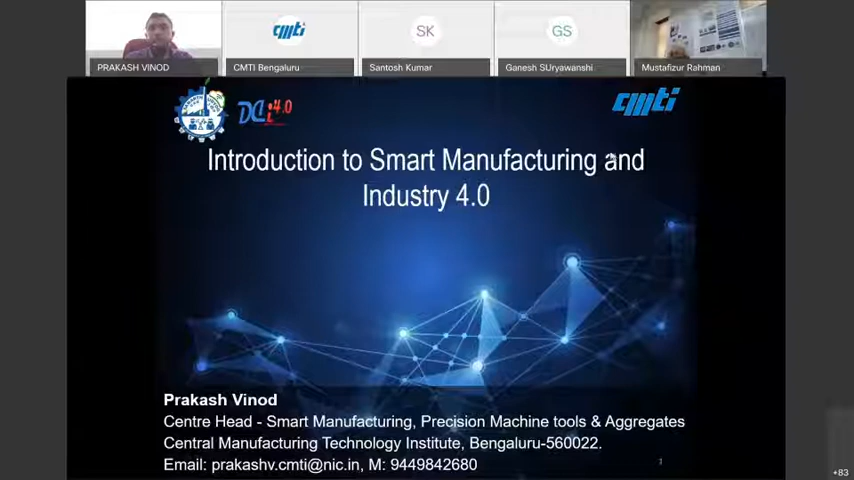 SK
GS
PRAKASH VINOD
CMTI Bengaluru
Santosh Kumar
Ganesh SUryawanshi
Mustafizur Rahman
cmti
DCi4.0
cmti
Introduction to Smart Manufacturing and
Industry 4.0
Prakash Vinod
Centre Head - Smart Manufacturing, Precision Machine tools & Aggregates
Central Manufacturing Technology Institute, Bengaluru-560022.
Email: prakashv.cmti@nic.in, M: 9449842680
1
+83